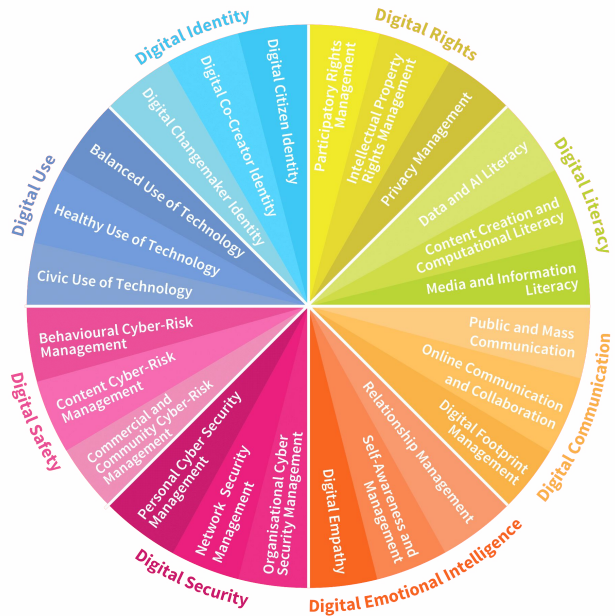 Digital Identity
Digital Citizen Identity
Digital Co-Creator Identity
Digital Changemaker Identity
Digital Rights
Participatory Rights
Management
Intellectual Property
Rights Management
Privacy Management
Digital Literacy
Data and AI Literacy
Content Creation and
Computational Literacy
Media and Information
Literacy
Digital Communication
Public and Mass
Communication
Online Communication
and Collaboration
Digital Footprint
Management
Digital Emotional Intelligence
Relationship Management
Self-Awareness and
Management
Digital Empathy
Digital Security
Organisational Cyber
Security Management
Network Security
Management
Personal Cyber Security
Management
Digital Safety
Commercial and
Community Cyber-Risk
Management
Content Cyber-Risk
Management
Behavioural Cyber-Risk
Management
Digital Use
Civic Use of Technology
Healthy Use of Technology
Balanced Use of Technology